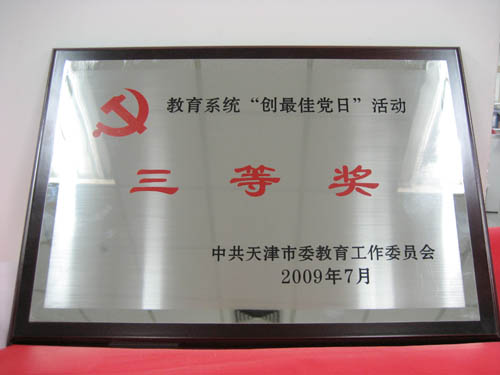 教育系统“创最佳党日”活动
三等奖
中共天津市委教育工作委员会
2009年7月